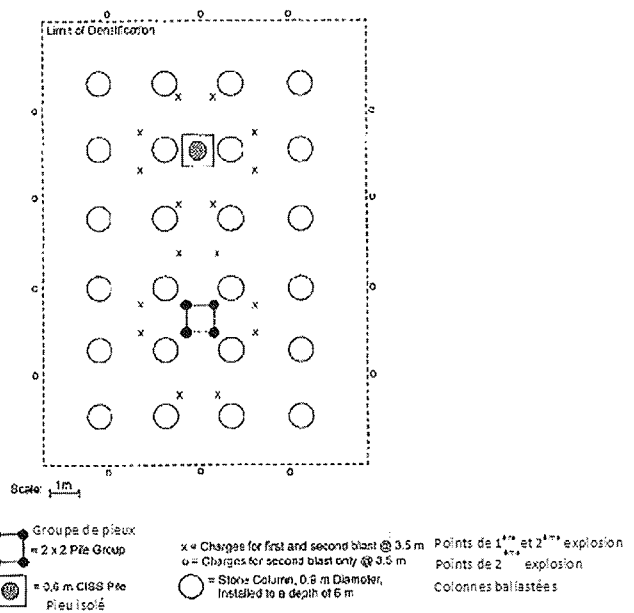 Limit of Densification
Scale: 1m
Groupe de pieux
= 2 x 2 Pile Group
= 0,6 m CISS Pile
Pieu isolé
x = Charges for first and second blast @ 3.5 m
o = Charges for second blast only @ 3.5 m
= Stone Column, 0.9 m Diameter,
Installed to a depth of 6 m
Points de 1ère et 2ème explosion
Points de 2ème explosion
Colonnes ballastées